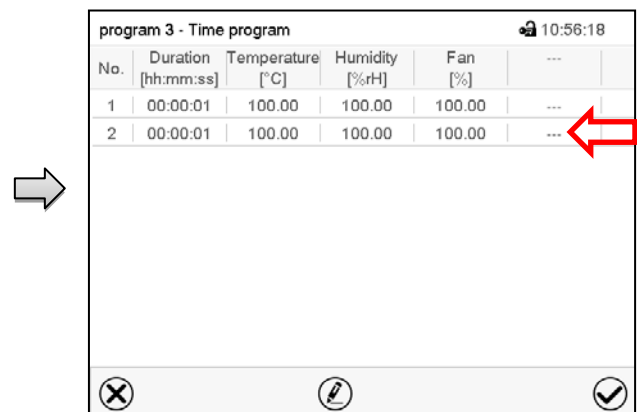 program 3 - Time program 10:56:18
No. Duration [hh:mm:ss] Temperature [°C] Humidity [%rH] Fan [%] ---
1 00:00:01 100.00 100.00 100.00 ---
2 00:00:01 100.00 100.00 100.00 ---